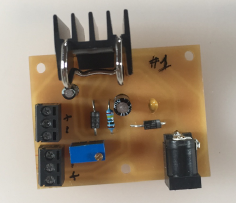 #1
+ -
+